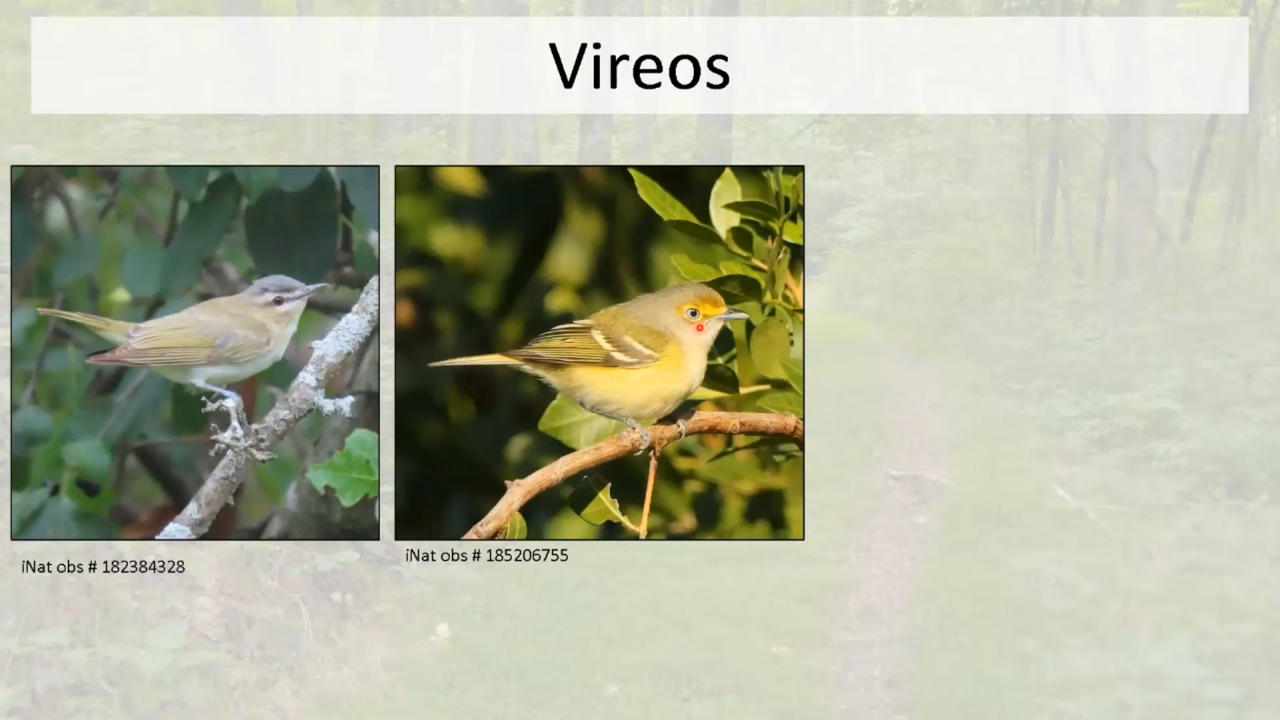 Vireos
iNat obs # 182384328
iNat obs # 185206755